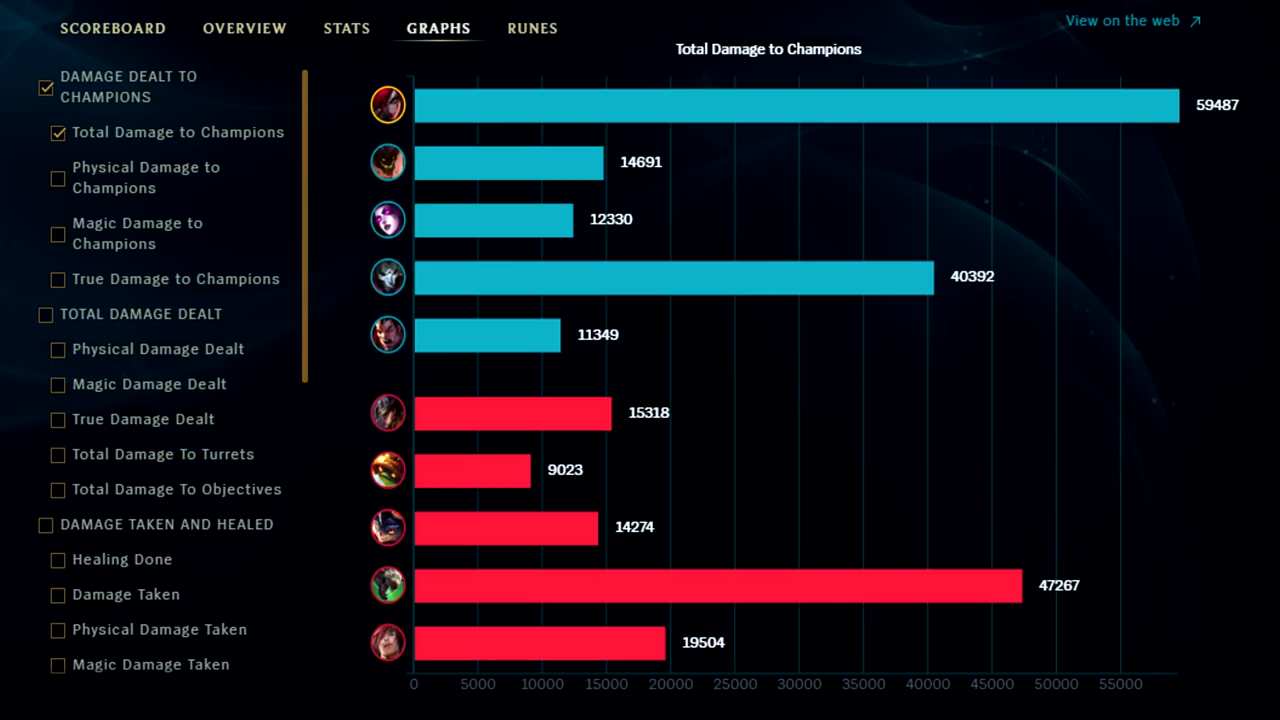 SCOREBOARD OVERVIEW STATS GRAPHS RUNES
View on the web
Total Damage to Champions
DAMAGE DEALT TO
CHAMPIONS
Total Damage to Champions
Physical Damage to
Champions
Magic Damage to
Champions
True Damage to Champions
TOTAL DAMAGE DEALT
Physical Damage Dealt
Magic Damage Dealt
True Damage Dealt
Total Damage To Turrets
Total Damage To Objectives
DAMAGE TAKEN AND HEALED
Healing Done
Damage Taken
Physical Damage Taken
Magic Damage Taken
59487
14691
12330
40392
11349
15318
9023
14274
47267
19504
0 5000 10000 15000 20000 25000 30000 35000 40000 45000 50000 55000